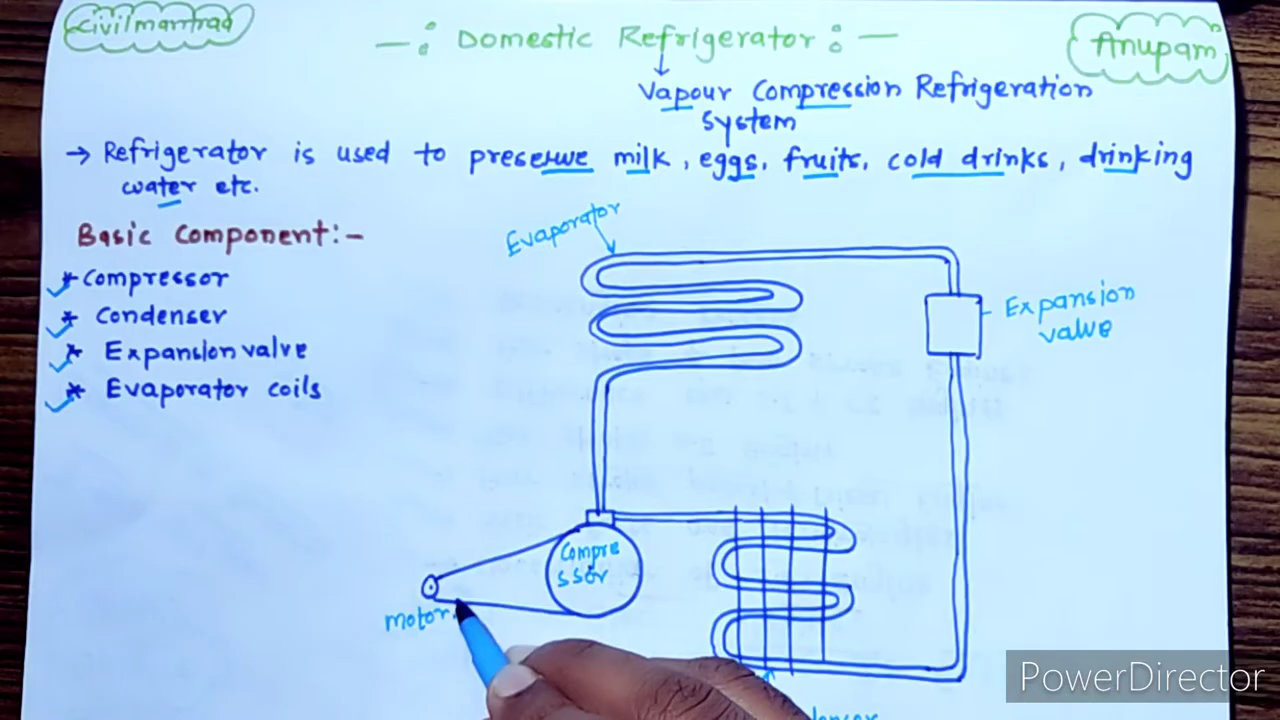 Civilmantraa
—: Domestic Refrigerator :—
Anupam
Vapour Compression Refrigeration
System
→ Refrigerator is used to preserve milk, eggs, fruits, cold drinks, drinking
water etc.
Basic Component:-
* Compressor
* Condenser
* Expansion valve
* Evaporator coils
Evaporator
Expansion
valve
Compre
ssor
Motor
PowerDirector